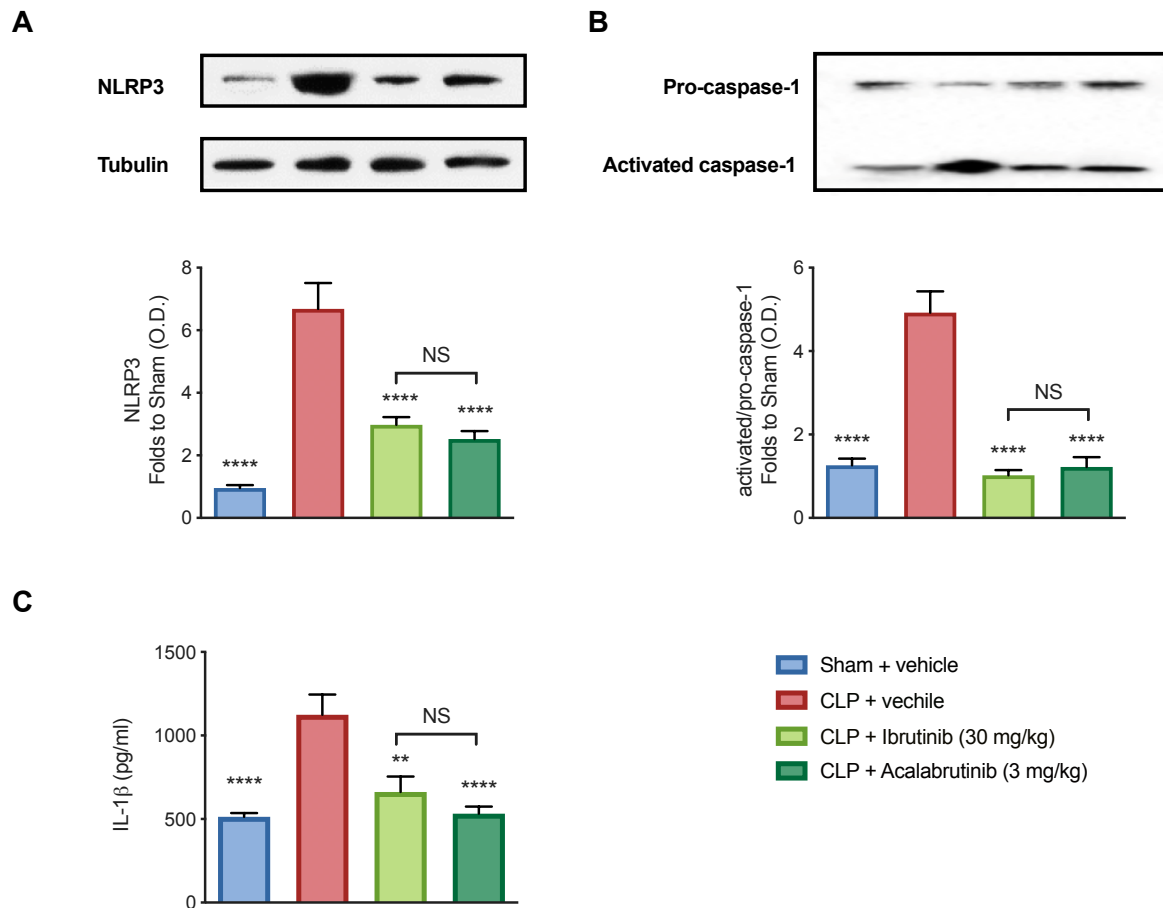 A
NLRP3
Tubulin
8
6
4
2
0
NLRP3
Folds to Sham (O.D.)
****
****
****
NS
B
Pro-caspase-1
Activated caspase-1
6
4
2
0
activated/pro-caspase-1
Folds to Sham (O.D.)
****
****
****
NS
C
1500
1000
500
0
IL-1β (pg/ml)
****
**
****
NS
Sham + vehicle
CLP + vechile
CLP + Ibrutinib (30 mg/kg)
CLP + Acalabrutinib (3 mg/kg)